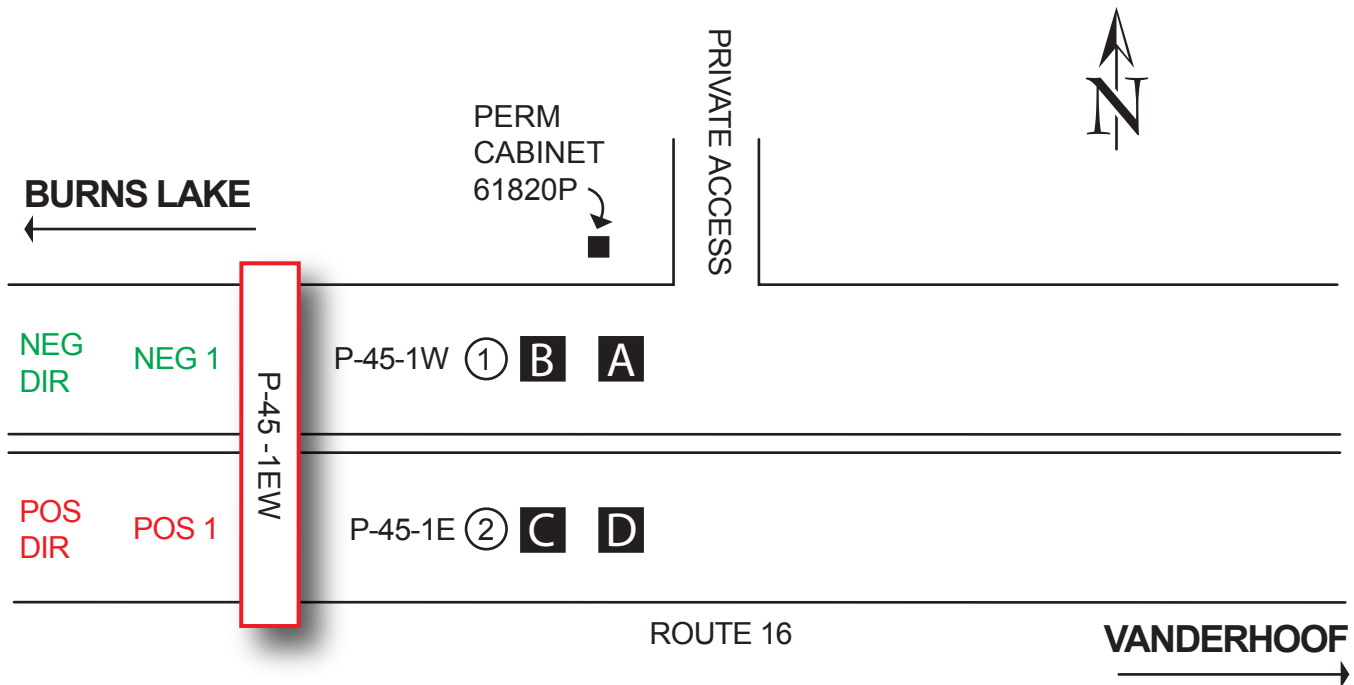 PRIVATE ACCESS
N
PERM
CABINET
61820P
BURNS LAKE
NEG
DIR
NEG 1
P-45 -1EW
P-45-1W 1 B A
POS
DIR
POS 1
P-45-1E 2 C D
ROUTE 16
VANDERHOOF